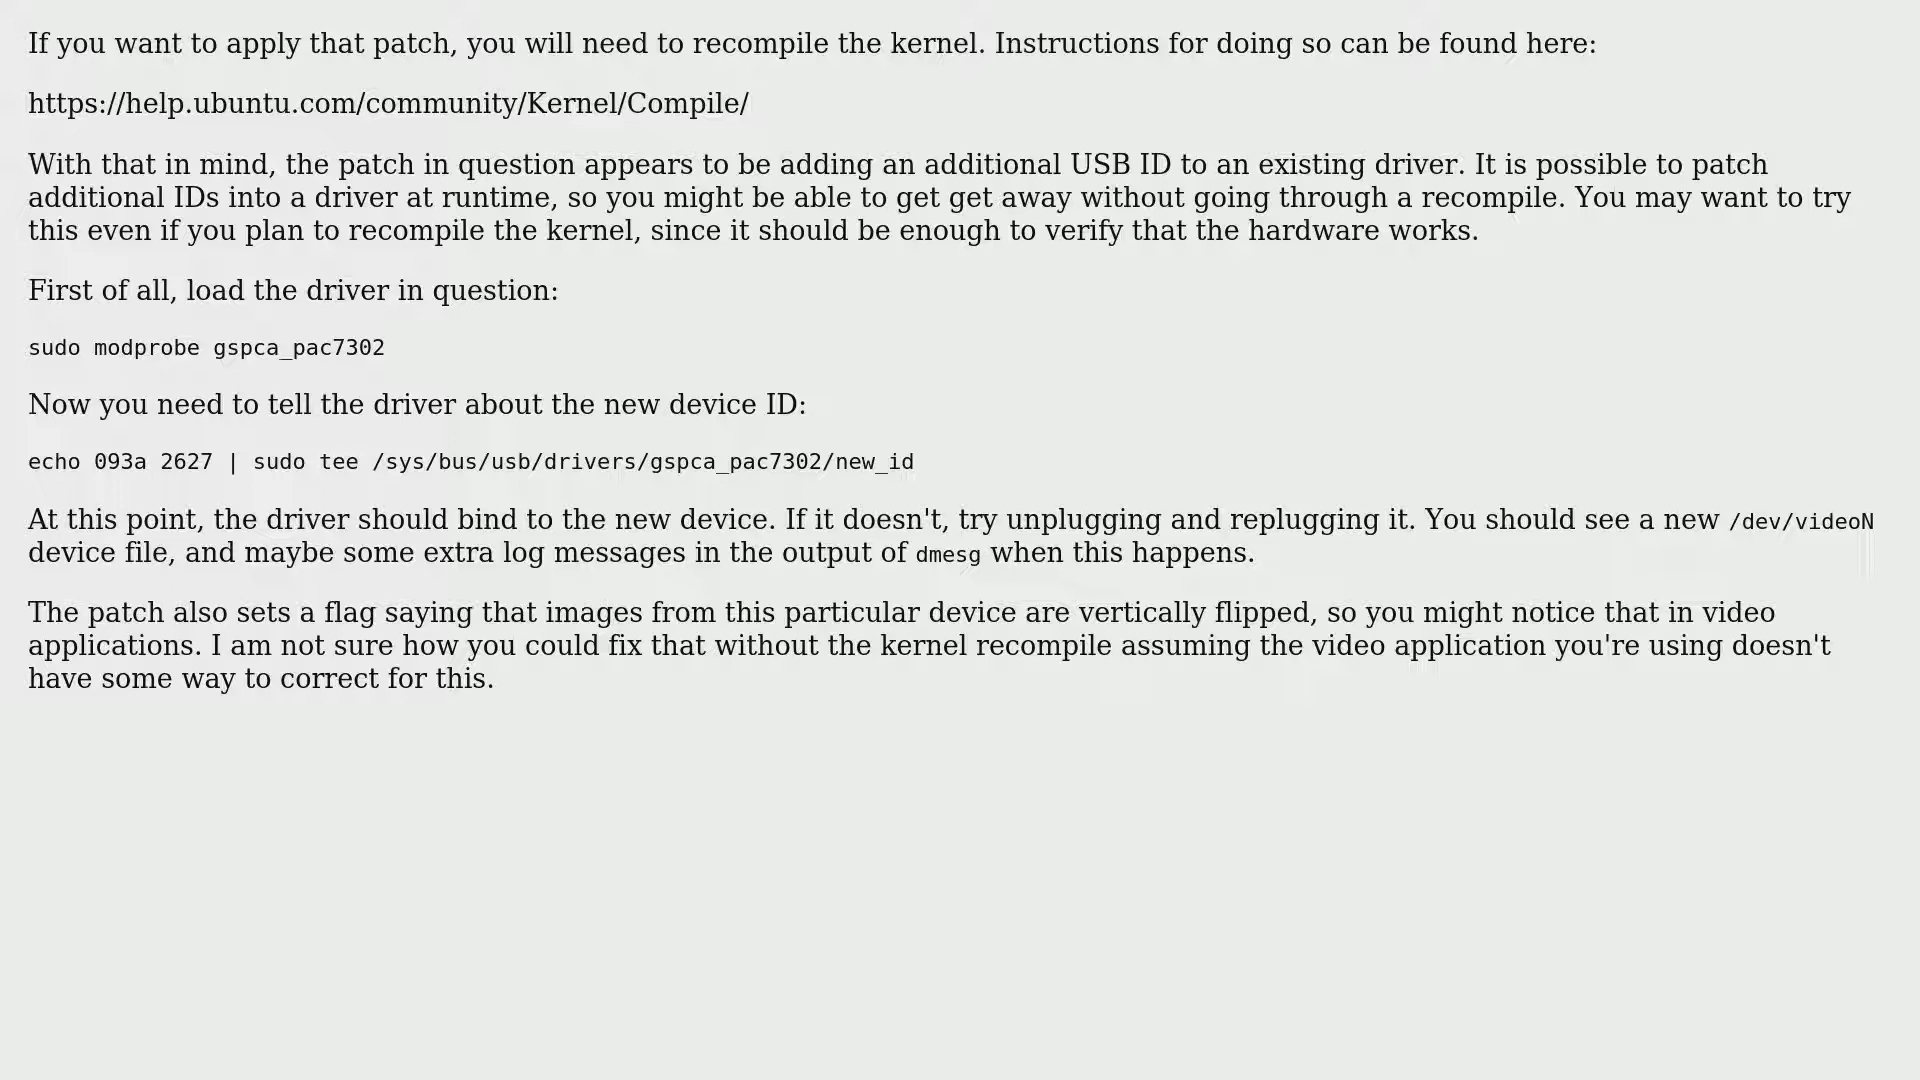 If you want to apply that patch, you will need to recompile the kernel. Instructions for doing so can be found here:
https://help.ubuntu.com/community/Kernel/Compile/
With that in mind, the patch in question appears to be adding an additional USB ID to an existing driver. It is possible to patch
additional IDs into a driver at runtime, so you might be able to get get away without going through a recompile. You may want to try
this even if you plan to recompile the kernel, since it should be enough to verify that the hardware works.
First of all, load the driver in question:
sudo modprobe gspca_pac7302
Now you need to tell the driver about the new device ID:
echo 093a 2627 | sudo tee /sys/bus/usb/drivers/gspca_pac7302/new_id
At this point, the driver should bind to the new device. If it doesn't, try unplugging and replugging it. You should see a new /dev/videoN
device file, and maybe some extra log messages in the output of dmesg when this happens.
The patch also sets a flag saying that images from this particular device are vertically flipped, so you might notice that in video
applications. I am not sure how you could fix that without the kernel recompile assuming the video application you're using doesn't
have some way to correct for this.